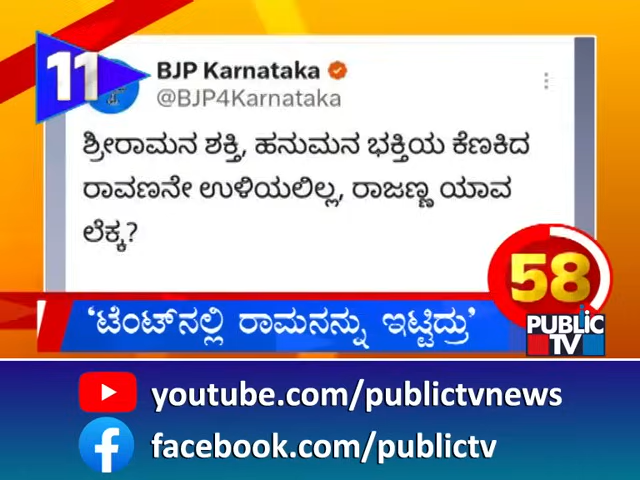 11
BJP Karnataka
@BJP4Karnataka
ಶ್ರೀರಾಮನ ಶಕ್ತಿ, ಹನುಮನ ಭಕ್ತಿಯ ಕೆಣಕಿದ
ರಾವಣನೇ ಉಳಿಯಲಿಲ್ಲ, ರಾಜಣ್ಣ ಯಾವ
ಲೆಕ್ಕ?
58
PUBLiC
TV
‘ಟೆಂಟ್‌ನಲ್ಲಿ ರಾಮನನ್ನು ಇಟ್ಟಿದ್ರು’
youtube.com/publictvnews
facebook.com/publictv